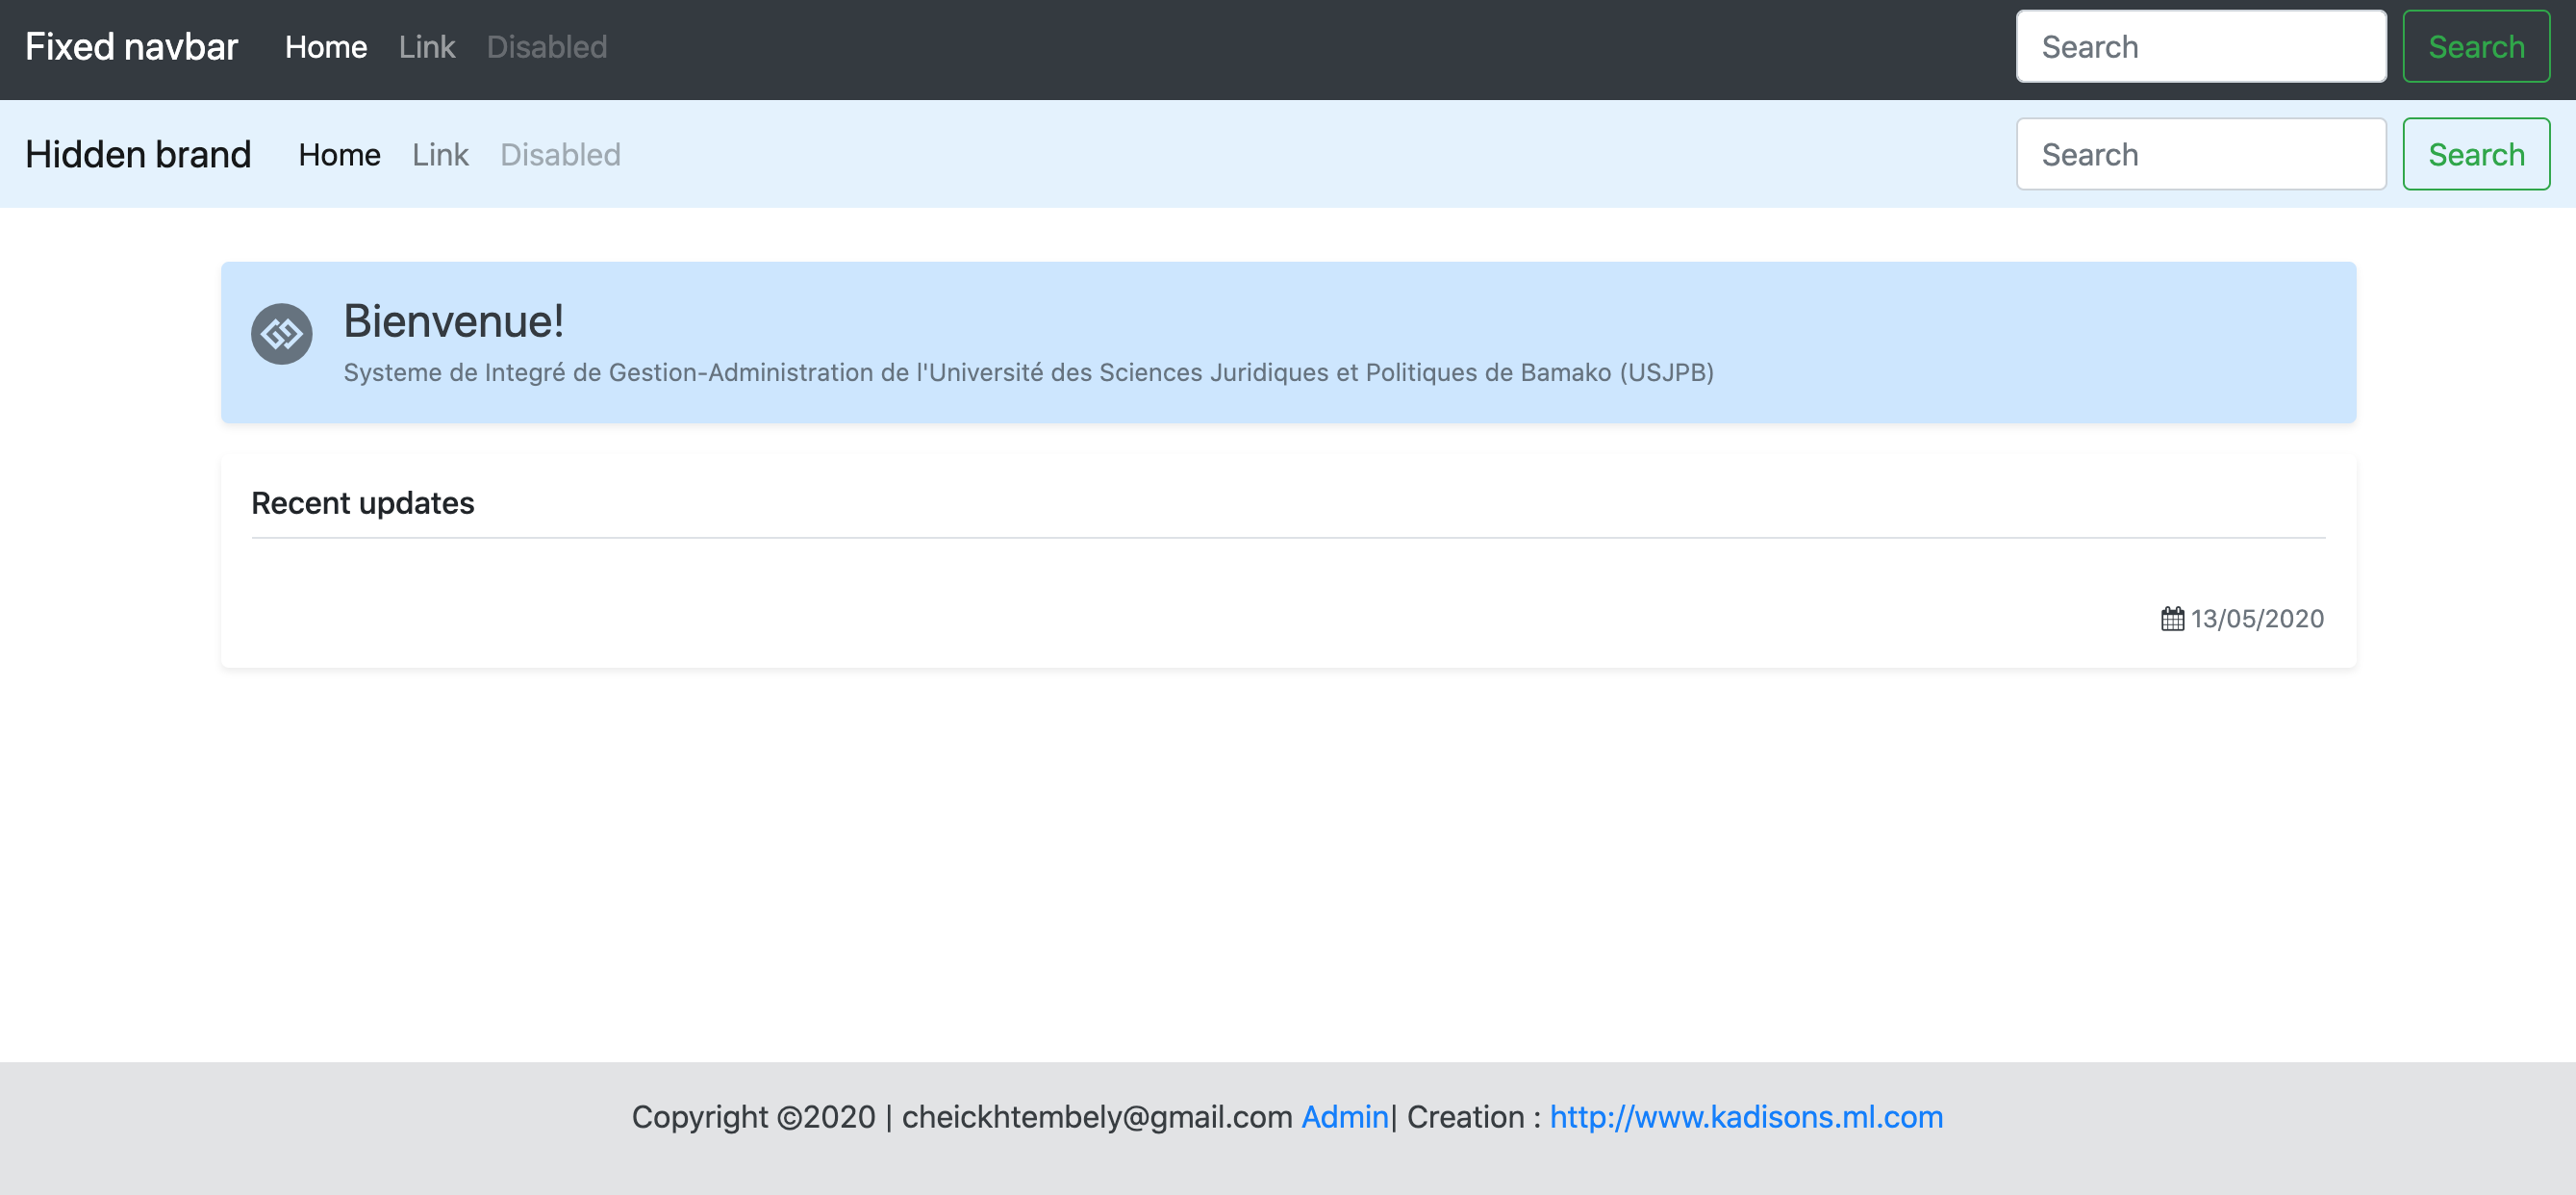 Fixed navbar Home Link Disabled Search Search
Hidden brand Home Link Disabled Search Search
Bienvenue!
Systeme de Integré de Gestion-Administration de l'Université des Sciences Juridiques et Politiques de Bamako (USJPB)
Recent updates
13/05/2020
Copyright ©2020 | cheickhtembely@gmail.com Admin| Creation : http://www.kadisons.ml.com